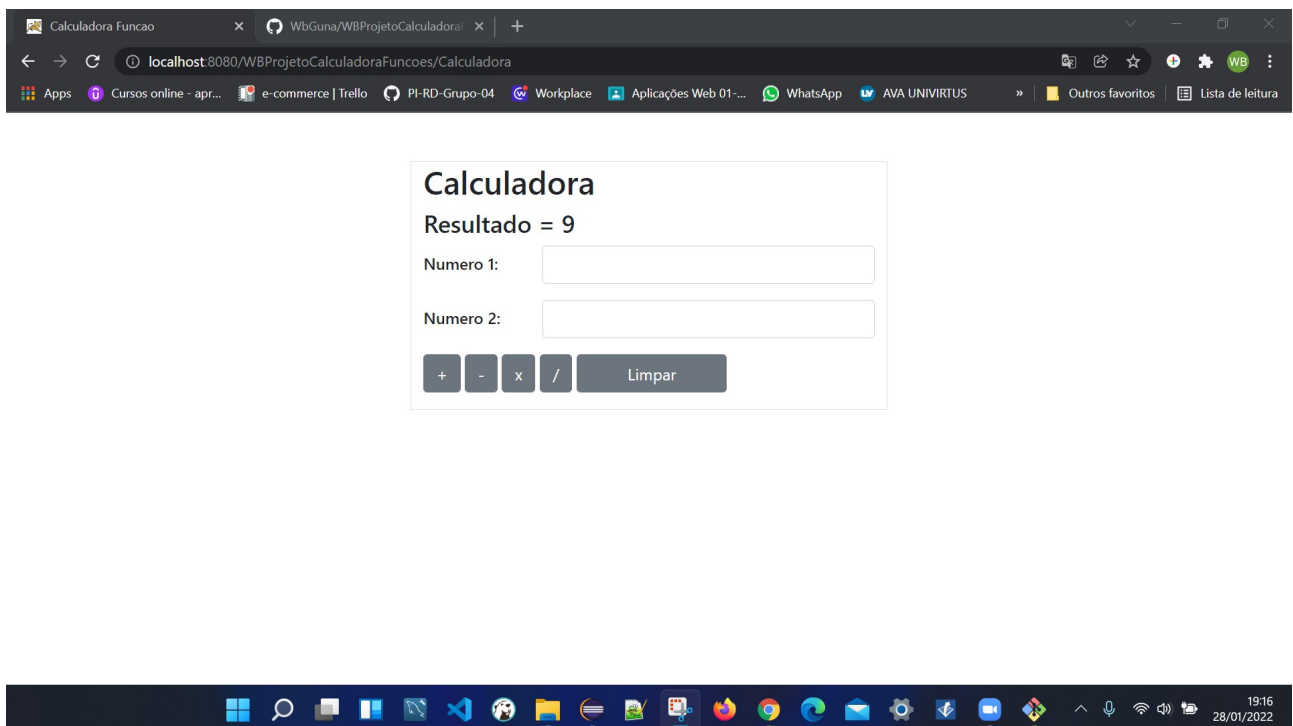 Calculadora Funcao
WbGuna/WBProjetoCalculadoraF
localhost:8080/WBProjetoCalculadoraFuncoes/Calculadora
WB
Apps
Cursos online - apr...
e-commerce | Trello
PI-RD-Grupo-04
Workplace
Aplicações Web 01-...
WhatsApp
AVA UNIVIRTUS
»
Outros favoritos
Lista de leitura
Calculadora
Resultado = 9
Numero 1:
Numero 2:
+ - x / Limpar
19:16
28/01/2022